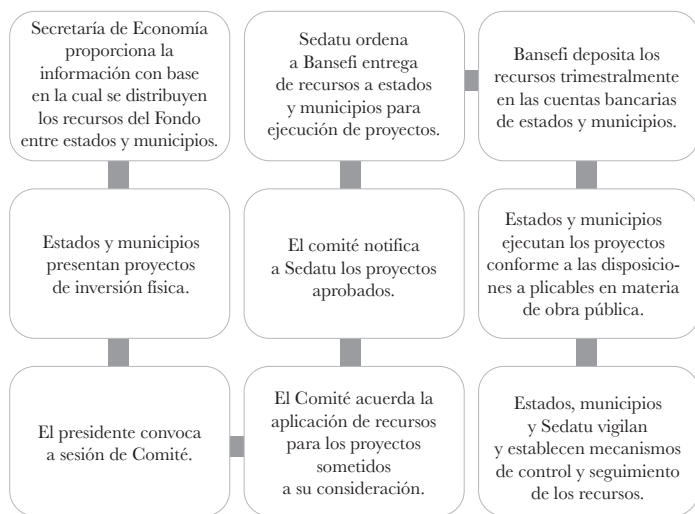 Secretaría de Economía
proporciona la
información con base
en la cual se distribuyen
los recursos del Fondo
entre estados y municipios.
Estados y municipios
presentan proyectos
de inversión física.
El presidente convoca
a sesión de Comité.
El Comité acuerda la
aplicación de recursos
para los proyectos
sometidos
a su consideración.
El comité notifica
a Sedatu los proyectos
aprobados.
Sedatu ordena
a Bansefi entrega
de recursos a estados
y municipios para
ejecución de proyectos.
Bansefi deposita los
recursos trimestralmente
en las cuentas bancarias
de estados y municipios.
Estados y municipios
ejecutan los proyectos
conforme a las disposicio-
nes a plicables en materia
de obra pública.
Estados, municipios
y Sedatu vigilan
y establecen mecanismos
de control y seguimiento
de los recursos.